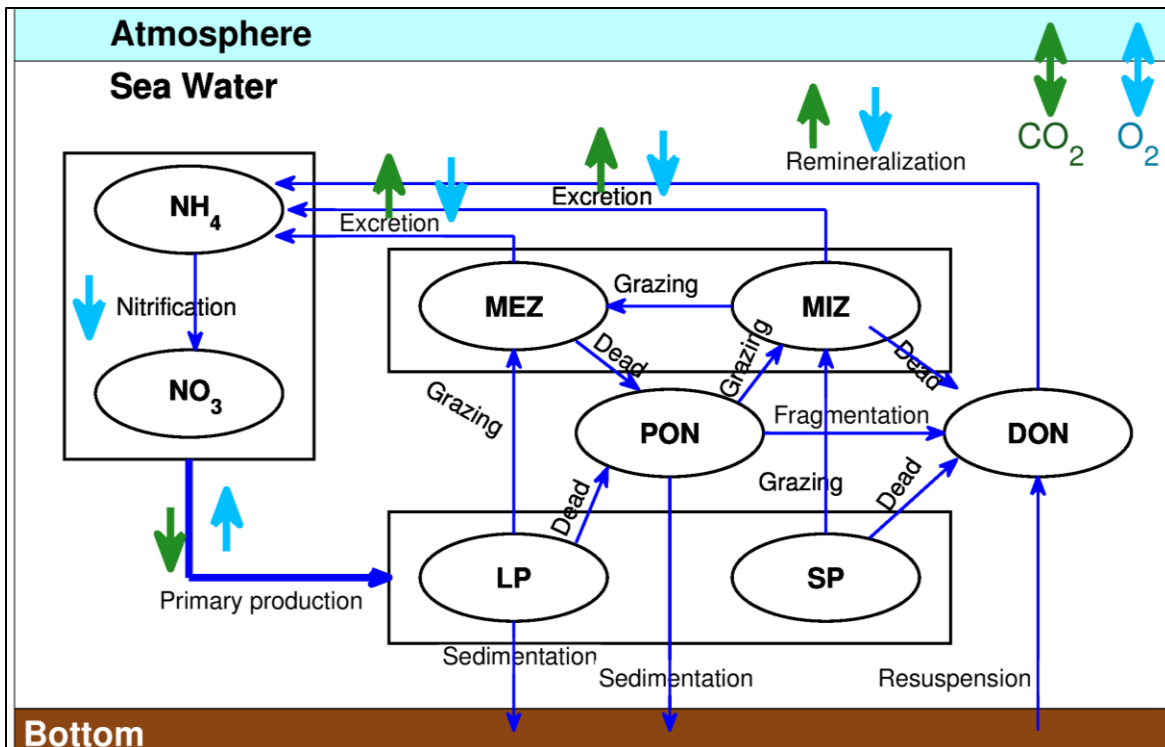 Atmosphere
Sea Water
CO2
O2
Remineralization
Excretion
Excretion
NH4
Nitrification
NO3
Grazing
MEZ
MIZ
Dead
Grazing
Dead
Grazing
PON
Fragmentation
DON
Dead
Grazing
Dead
LP
SP
Primary production
Sedimentation
Sedimentation
Resuspension
Bottom